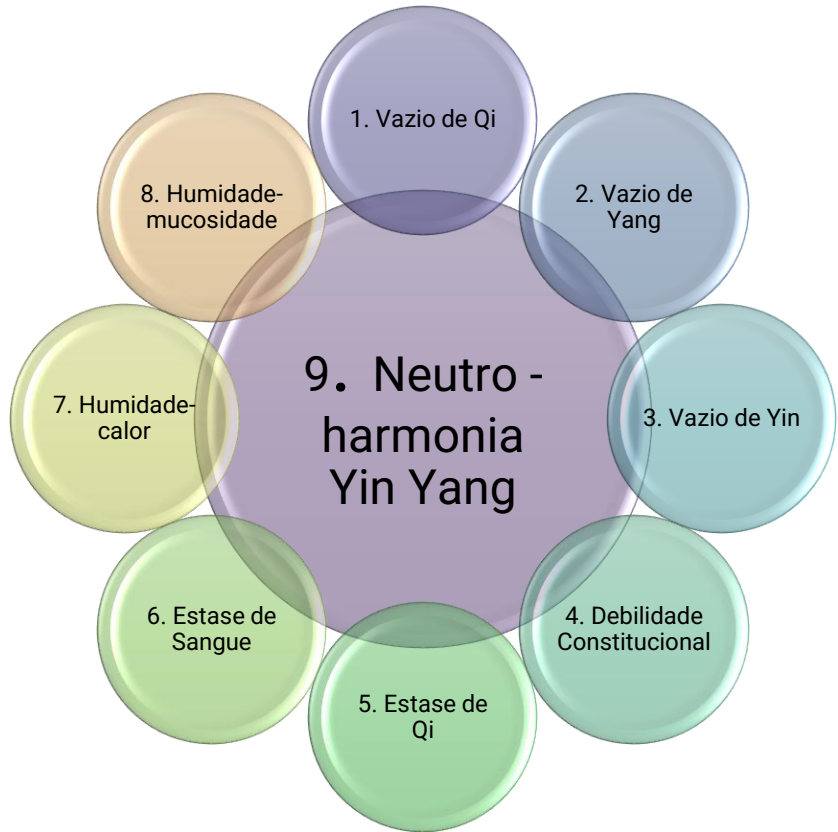 1. Vazio de Qi
2. Vazio de
Yang
3. Vazio de Yin
4. Debilidade
Constitucional
5. Estase de
Qi
6. Estase de
Sangue
7. Humidade-
calor
8. Humidade-
mucosidade
9. Neutro -
harmonia
Yin Yang